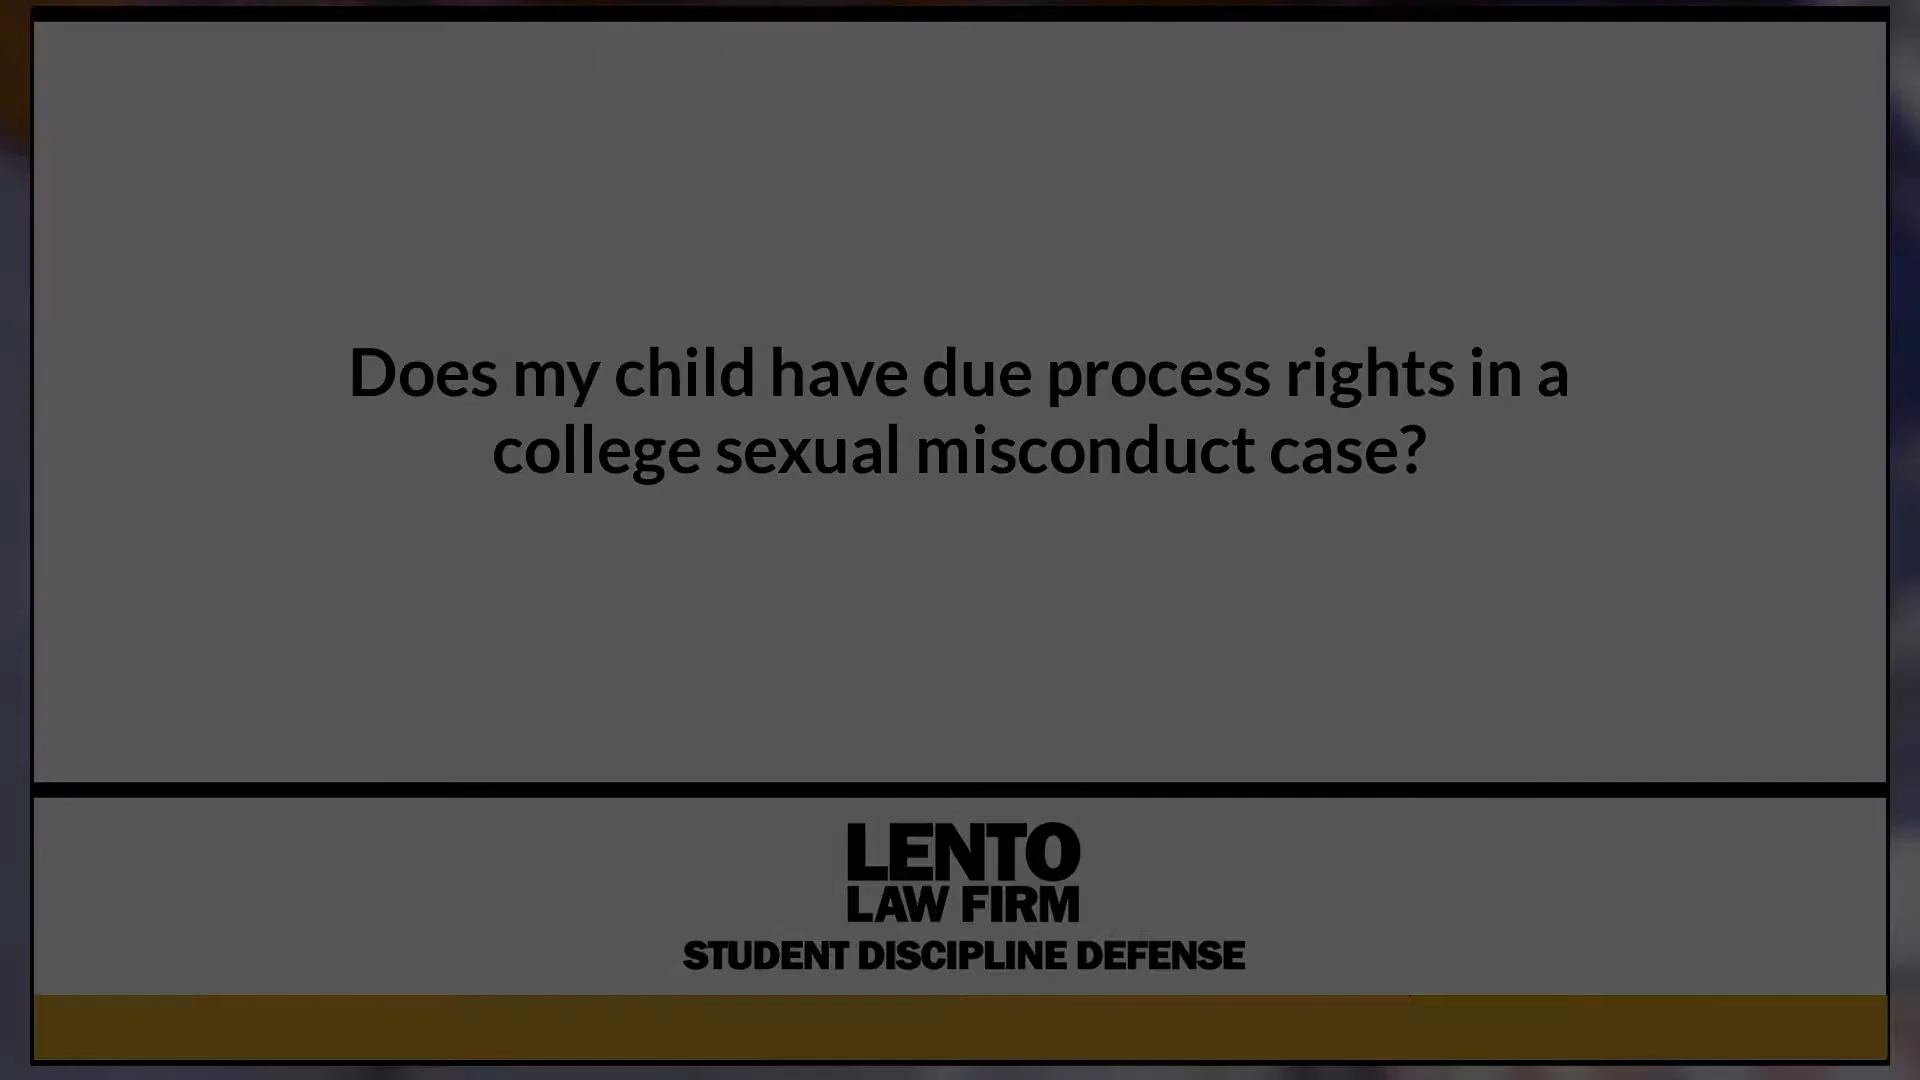 Does my child have due process rights in a
college sexual misconduct case?
LENTO
LAW FIRM
STUDENT DISCIPLINE DEFENSE